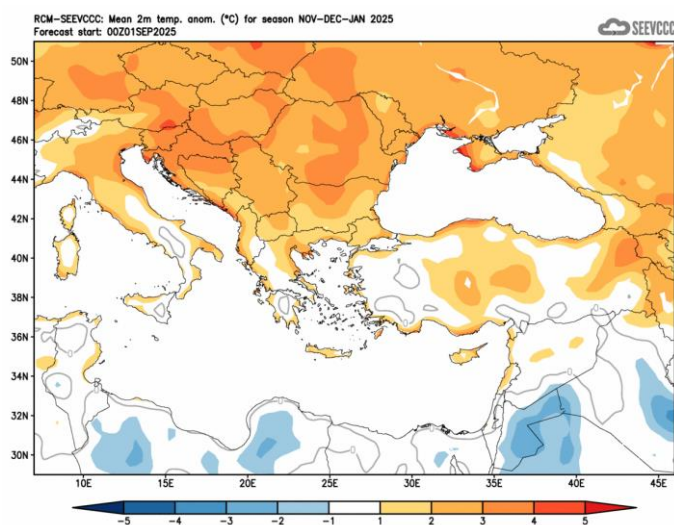 RCM-SEEVCCC: Mean 2m temp. anom. (°C) for season NOV-DEC-JAN 2025
Forecast start: 00Z01SEP2025
SEEVCCC
50N
48N
46N
44N
42N
40N
38N
36N
34N
32N
30N
10E 15E 20E 25E 30E 35E 40E 45E
-5 -4 -3 -2 -1 1 2 3 4 5